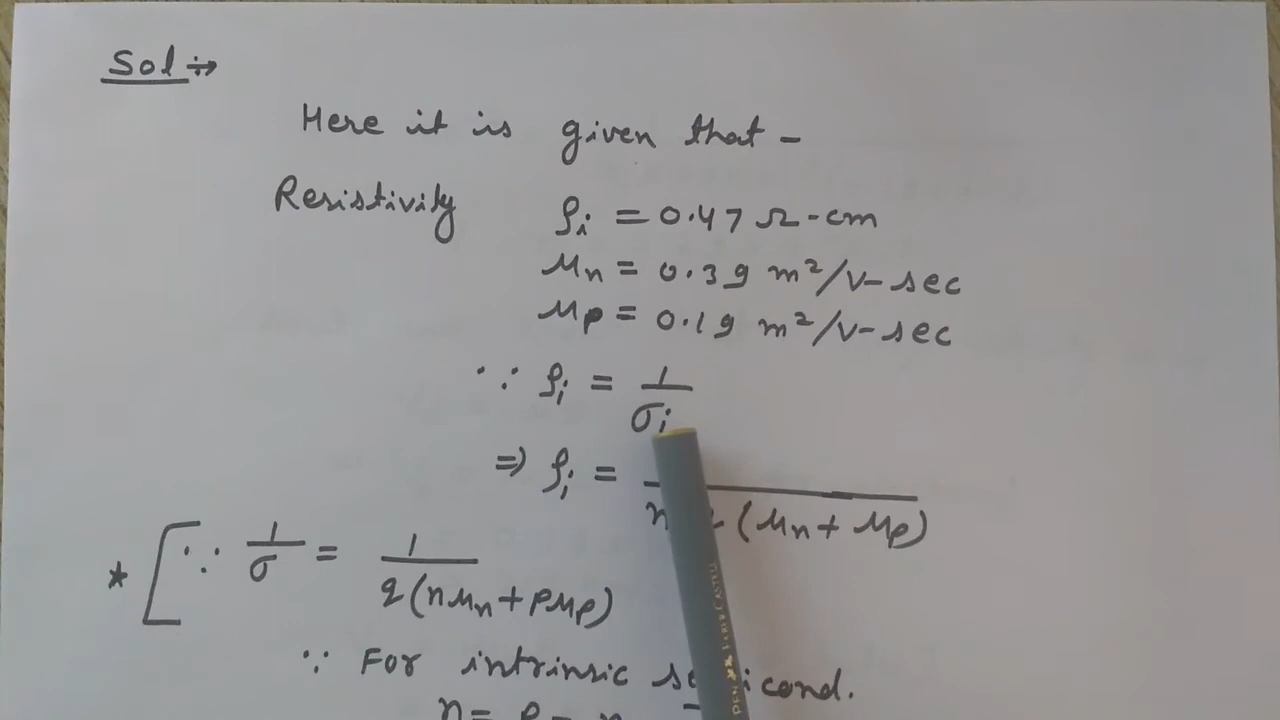 Sol :→
Here it is given that –
Resistivity ρi = 0.47 Ω-cm
μn = 0.39 m²/v-sec
μp = 0.19 m²/v-sec
∵ ρi = 1/σi
⇒ ρi = (μn + μp)
* [ ∵ 1/σ = 1/q(nμn + pμp)
∵ For intrinsic icond.
n = p =